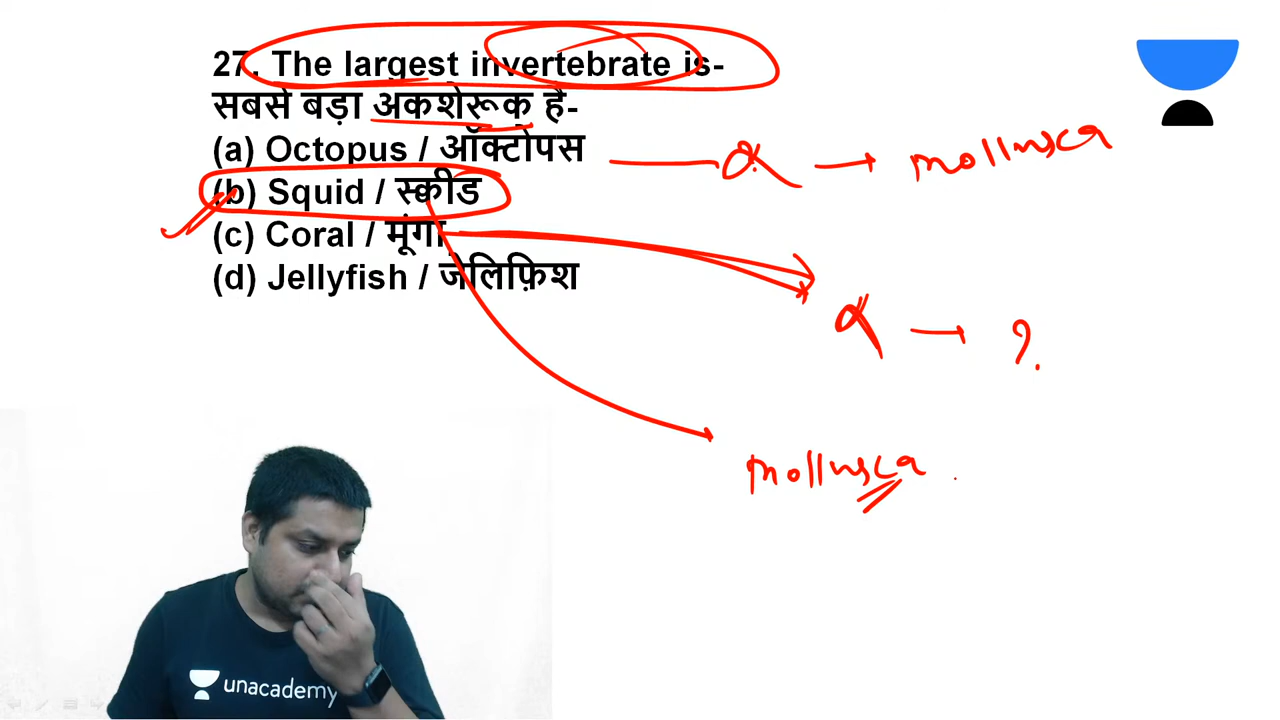 27. The largest invertebrate is-
सबसे बड़ा अकशेरूक है-
(a) Octopus / ऑक्टोपस
mollusca
(b) Squid / स्कीड
(c) Coral / मूंगा
(d) Jellyfish / जेलिफ़िश
?
mollusca
unacademy